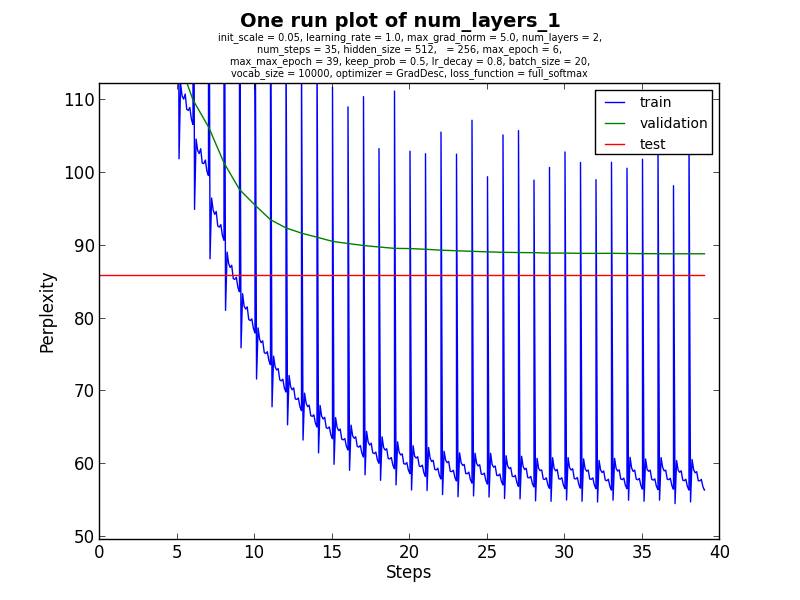 One run plot of num_layers_1
init_scale = 0.05, learning_rate = 1.0, max_grad_norm = 5.0, num_layers = 2,
num_steps = 35, hidden_size = 512,   = 256, max_epoch = 6,
max_max_epoch = 39, keep_prob = 0.5, lr_decay = 0.8, batch_size = 20,
vocab_size = 10000, optimizer = GradDesc, loss_function = full_softmax
train
validation
test
110
100
90
80
70
60
50
Perplexity
0 5 10 15 20 25 30 35 40
Steps